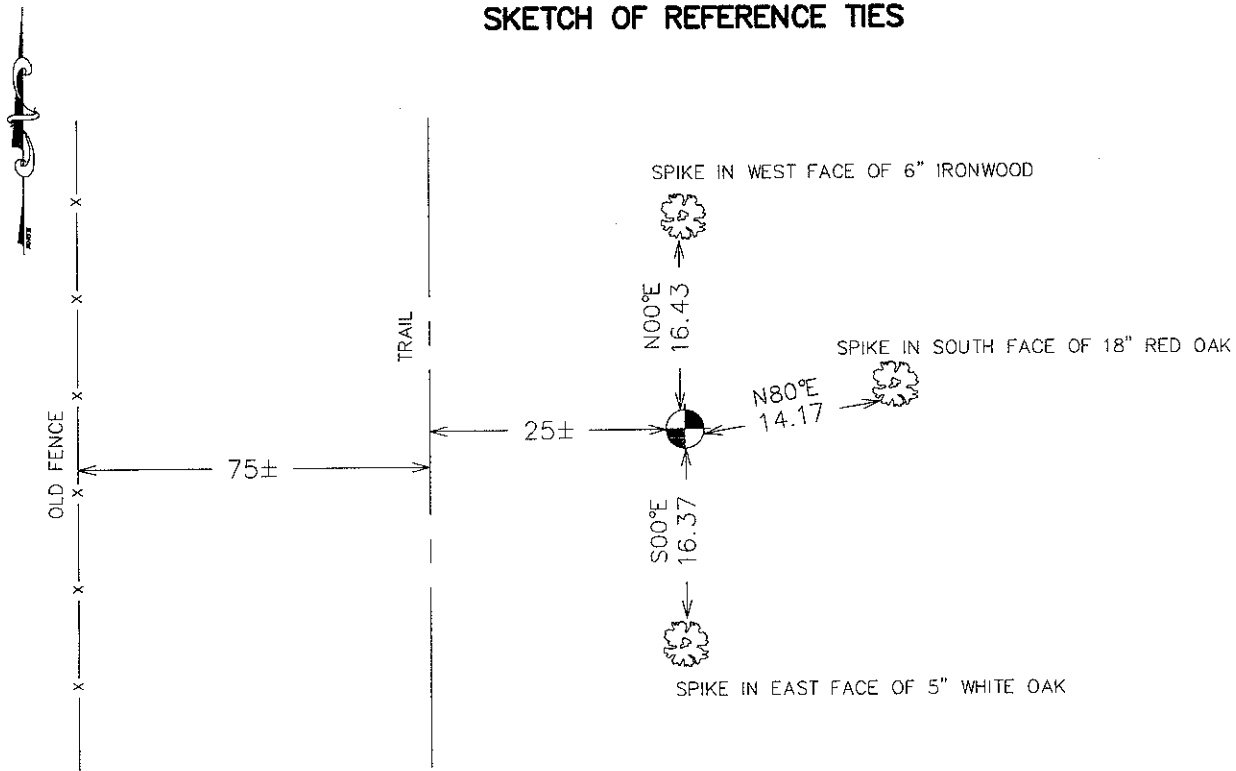 SKETCH OF REFERENCE TIES
SPIKE IN WEST FACE OF 6" IRONWOOD
N00°E
16.43
TRAIL
SPIKE IN SOUTH FACE OF 18" RED OAK
N80°E
14.17
25±
OLD FENCE
75±
S00°E
16.37
SPIKE IN EAST FACE OF 5" WHITE OAK